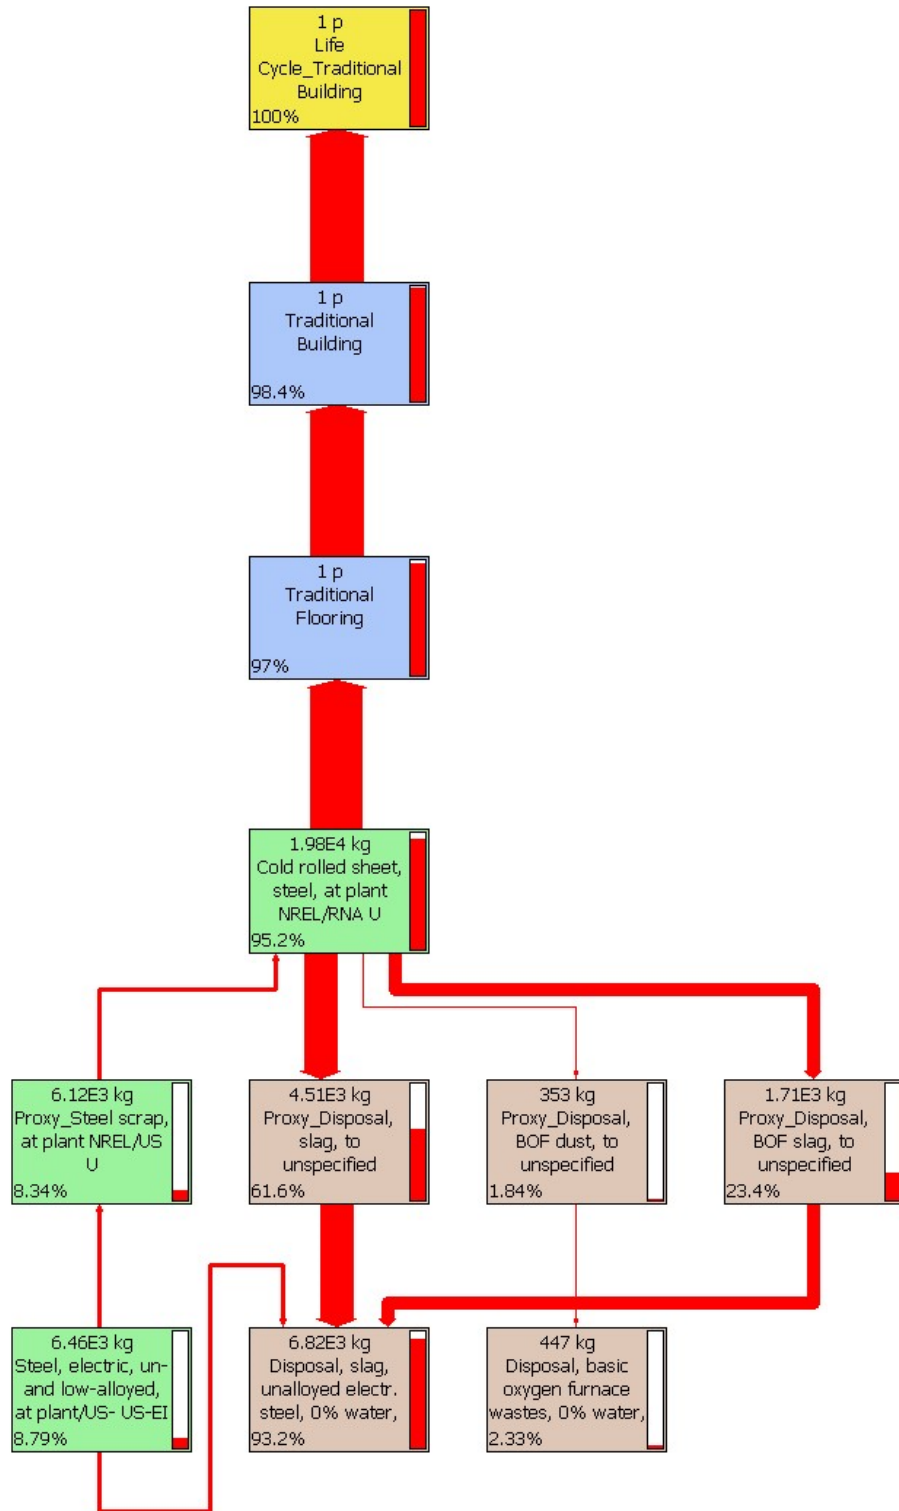 1 p
Life
Cycle_Traditional
Building
100%
1 p
Traditional
Building
98.4%
1 p
Traditional
Flooring
97%
1.98E4 kg
Cold rolled sheet,
steel, at plant
NREL/RNA U
95.2%
6.12E3 kg
Proxy_Steel scrap,
at plant NREL/US
U
8.34%
4.51E3 kg
Proxy_Disposal,
slag, to
unspecified
61.6%
353 kg
Proxy_Disposal,
BOF dust, to
unspecified
1.84%
1.71E3 kg
Proxy_Disposal,
BOF slag, to
unspecified
23.4%
6.46E3 kg
Steel, electric, un-
and low-alloyed,
at plant/US- US-EI
8.79%
6.82E3 kg
Disposal, slag,
unalloyed electr.
steel, 0% water,
93.2%
447 kg
Disposal, basic
oxygen furnace
wastes, 0% water,
2.33%